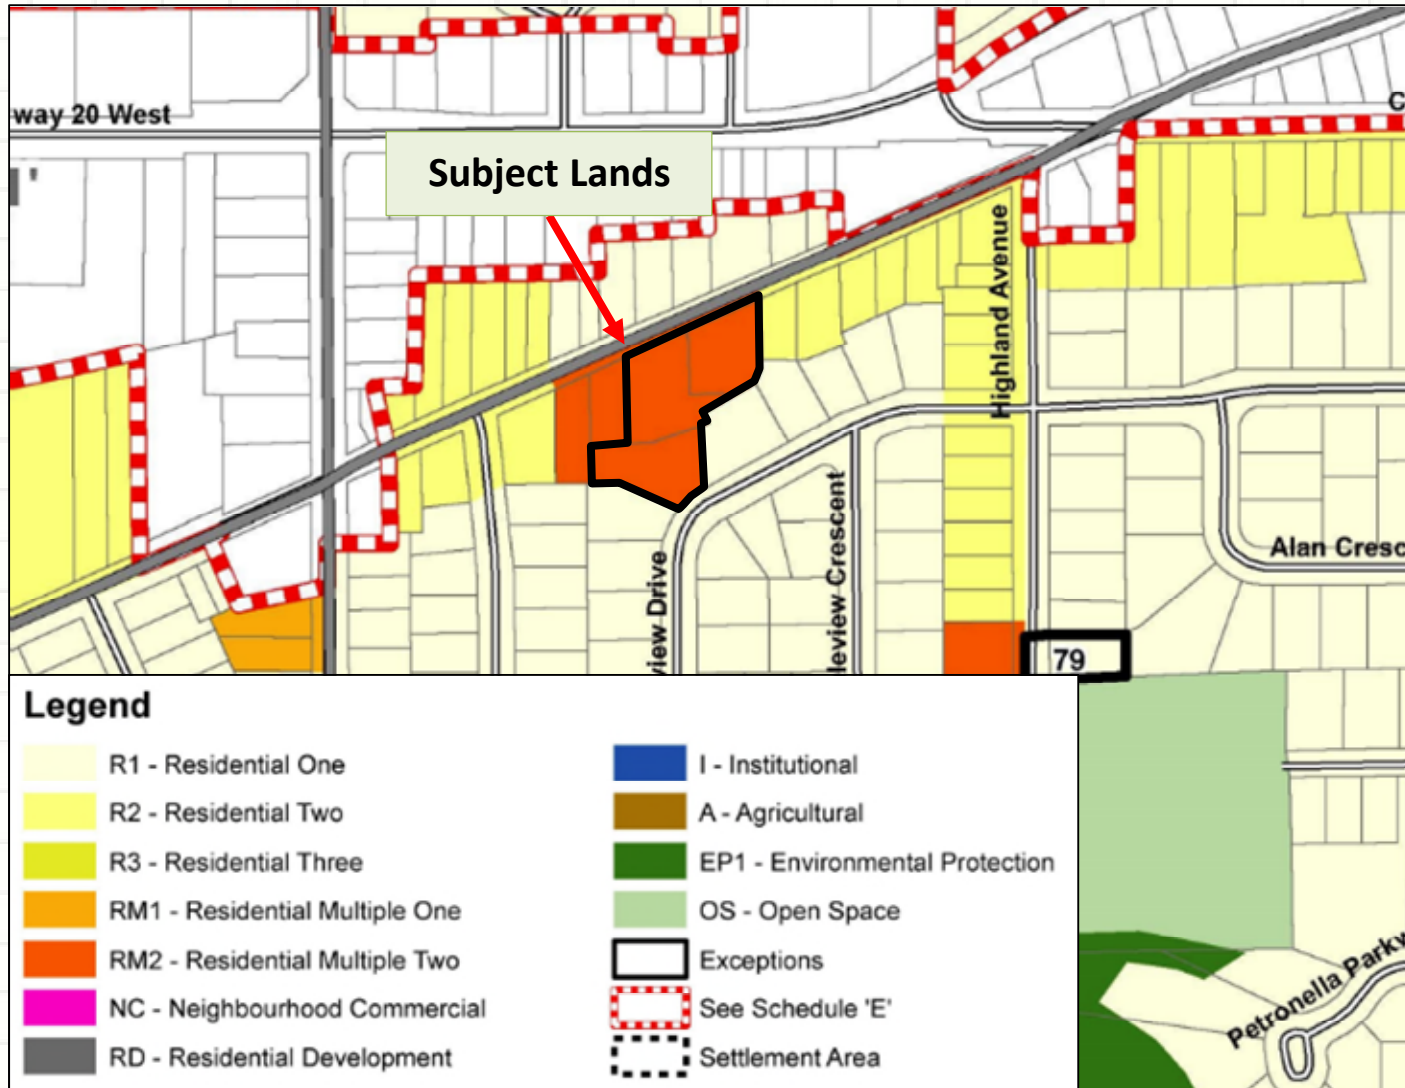 way 20 West
C
Subject Lands
Highland Avenue
view Drive
leview Crescent
Alan Cresc
79
Petronella Parkw
Legend
R1 - Residential One
R2 - Residential Two
R3 - Residential Three
RM1 - Residential Multiple One
RM2 - Residential Multiple Two
NC - Neighbourhood Commercial
RD - Residential Development
I - Institutional
A - Agricultural
EP1 - Environmental Protection
OS - Open Space
Exceptions
See Schedule 'E'
Settlement Area